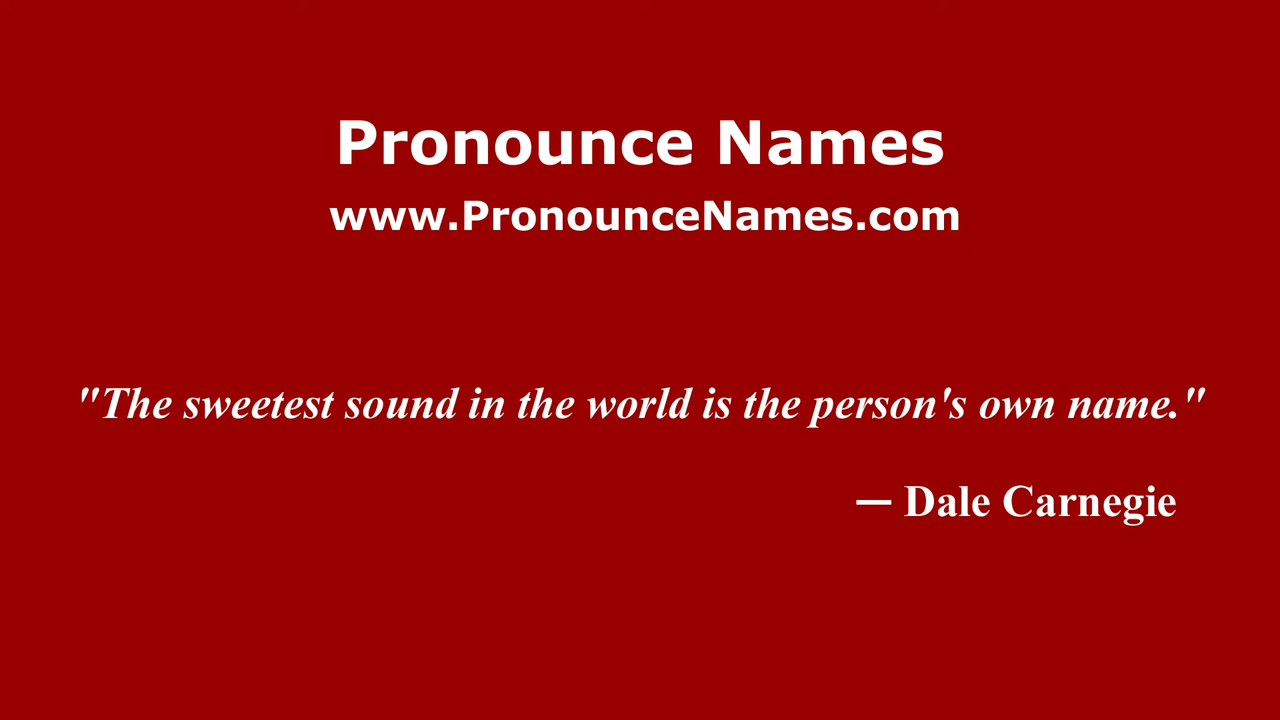 Pronounce Names
www.PronounceNames.com
"The sweetest sound in the world is the person's own name."
— Dale Carnegie